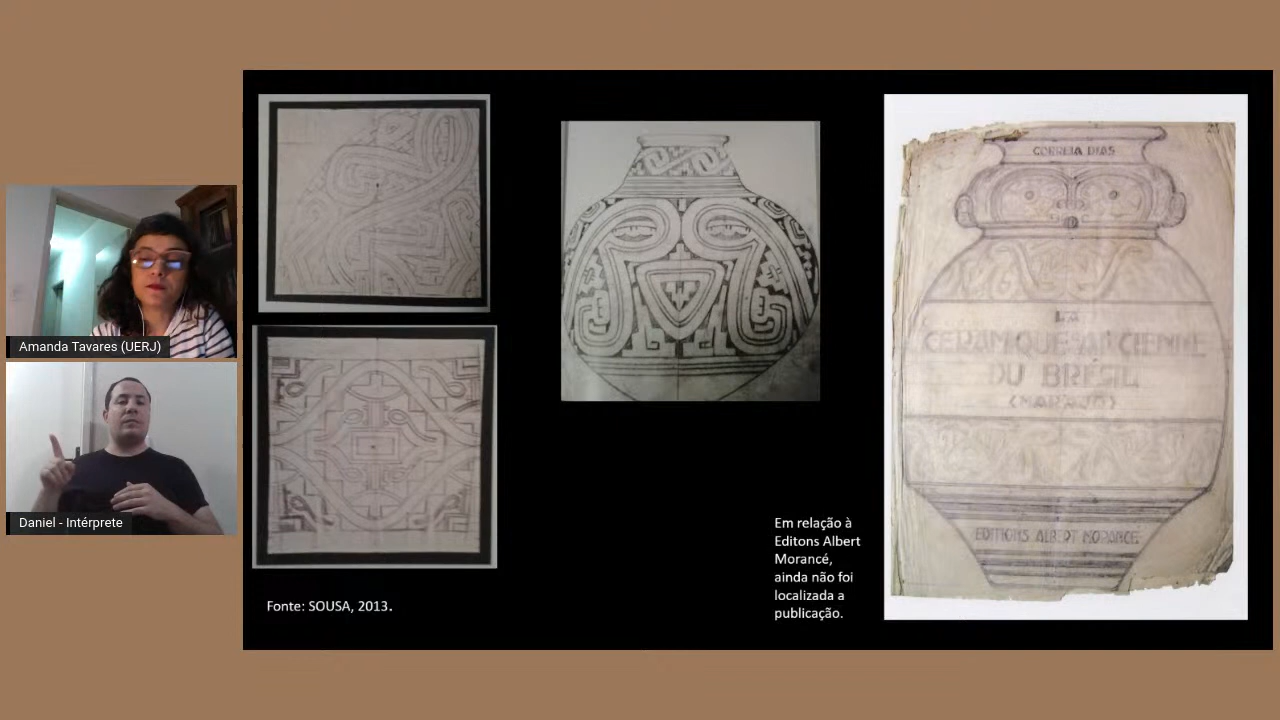 Amanda Tavares (UERJ)
Daniel - Intérprete
Fonte: SOUSA, 2013.
Em relação à
Editons Albert
Morancé,
ainda não foi
localizada a
publicação.
CORREIA DIAS
LA
CERAMIQUE ANCIENNE
DU BRÉSIL
(MARAJO)
EDITIONS ALBERT MORANCÉ